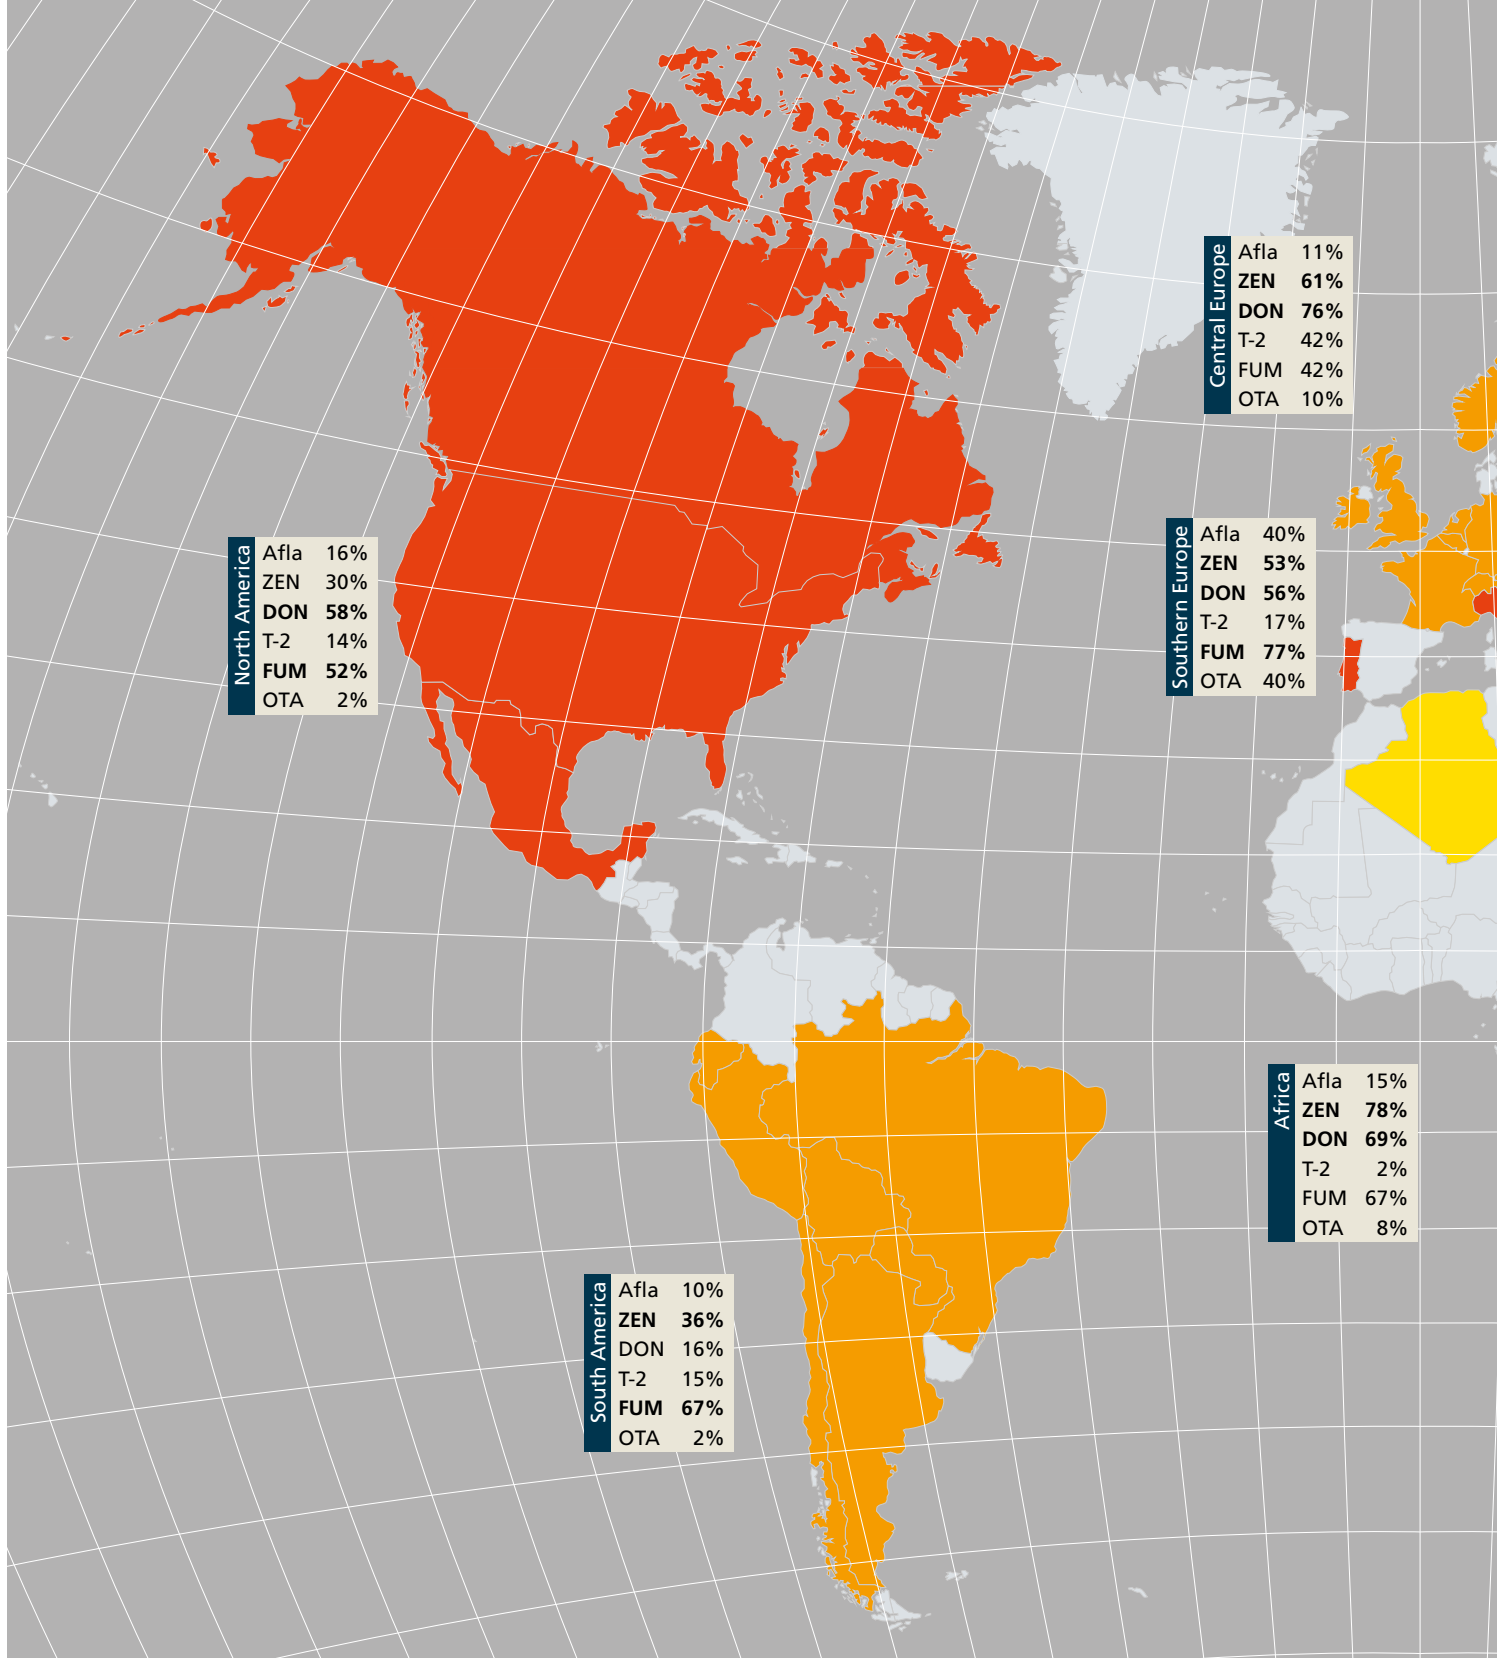 Central Europe
Afla 11%
ZEN 61%
DON 76%
T-2 42%
FUM 42%
OTA 10%
Southern Europe
Afla 40%
ZEN 53%
DON 56%
T-2 17%
FUM 77%
OTA 40%
North America
Afla 16%
ZEN 30%
DON 58%
T-2 14%
FUM 52%
OTA 2%
Africa
Afla 15%
ZEN 78%
DON 69%
T-2 2%
FUM 67%
OTA 8%
South America
Afla 10%
ZEN 36%
DON 16%
T-2 15%
FUM 67%
OTA 2%